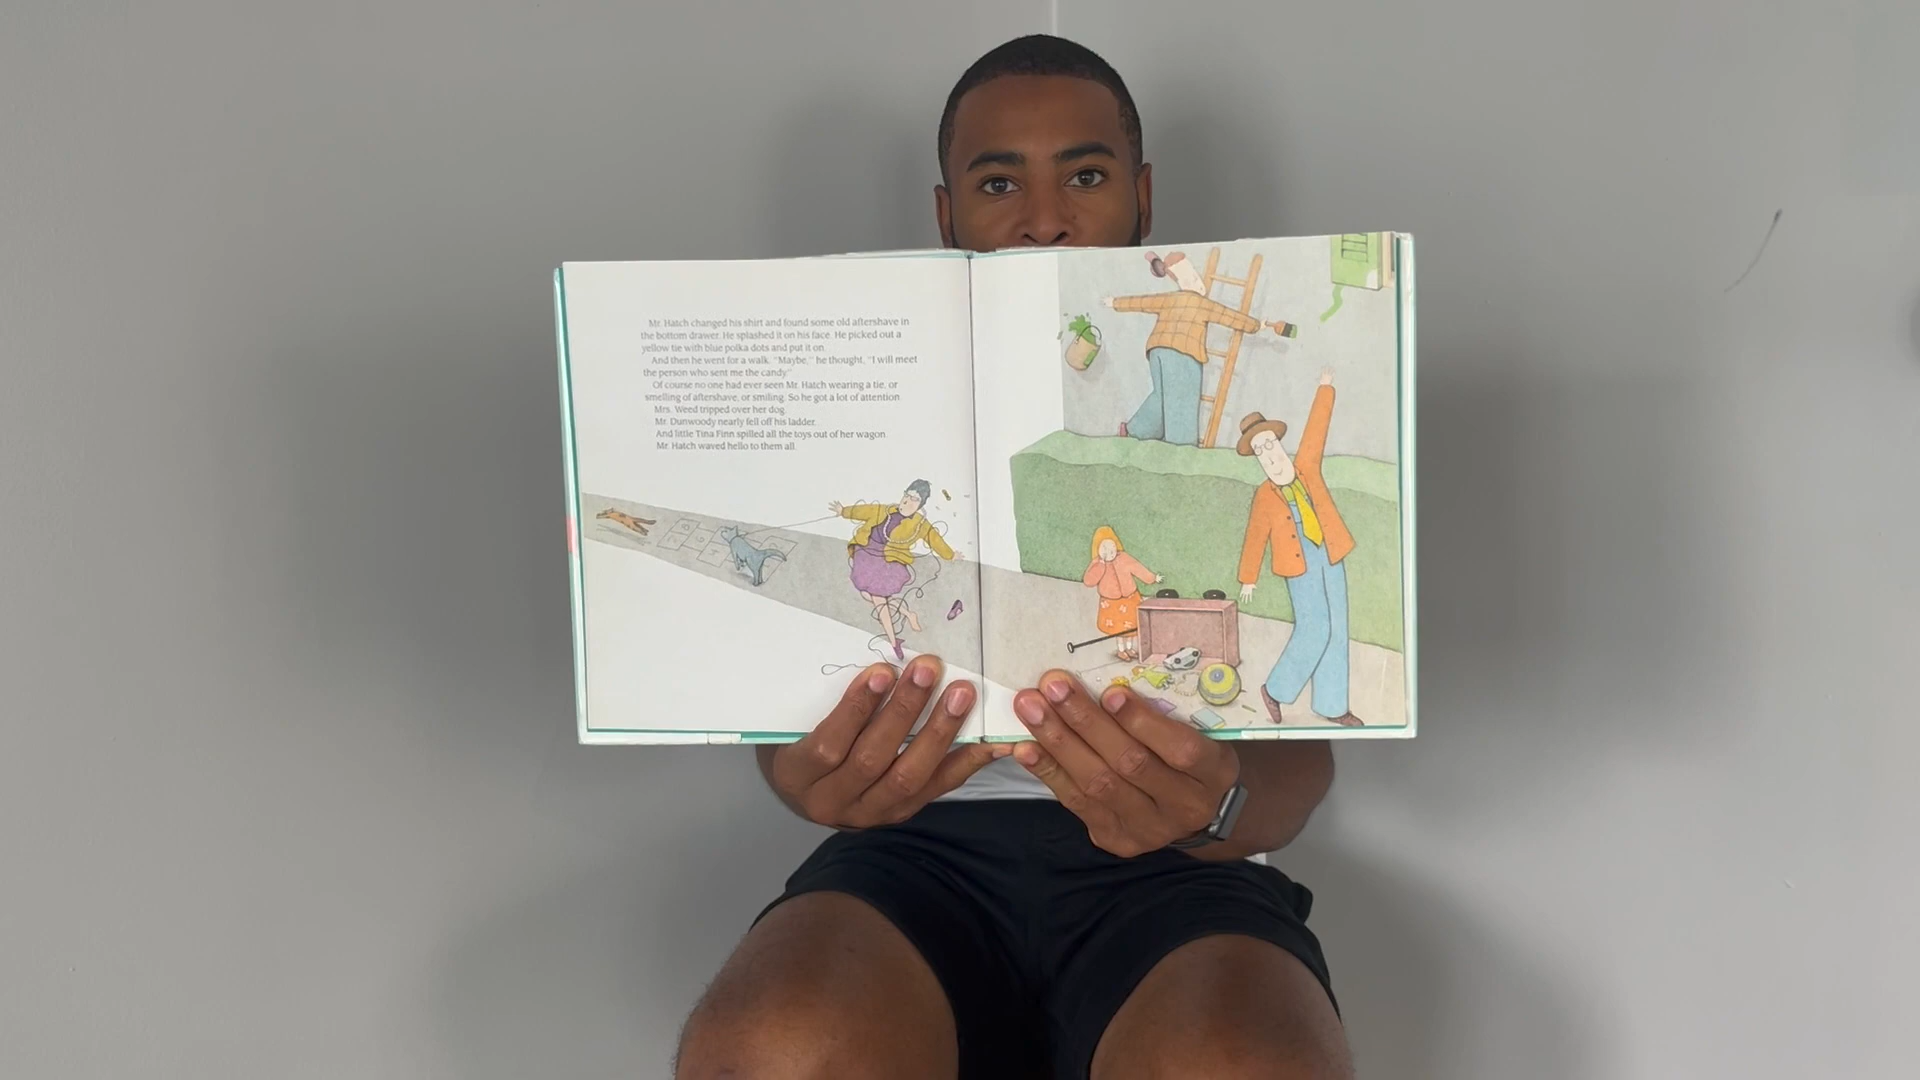 Mr. Hatch changed his shirt and found some old aftershave in
the bottom drawer. He splashed it on his face. He picked out a
yellow tie with blue polka dots and put it on.
And then he went for a walk. "Maybe," he thought, "I will meet
the person who sent me the candy."
Of course no one had ever seen Mr. Hatch wearing a tie, or
smelling of aftershave, or smiling. So he got a lot of attention.
Mrs. Weed tripped over her dog.
Mr. Dunwoody nearly fell off his ladder.
And little Tina Finn spilled all the toys out of her wagon.
Mr. Hatch waved hello to them all.